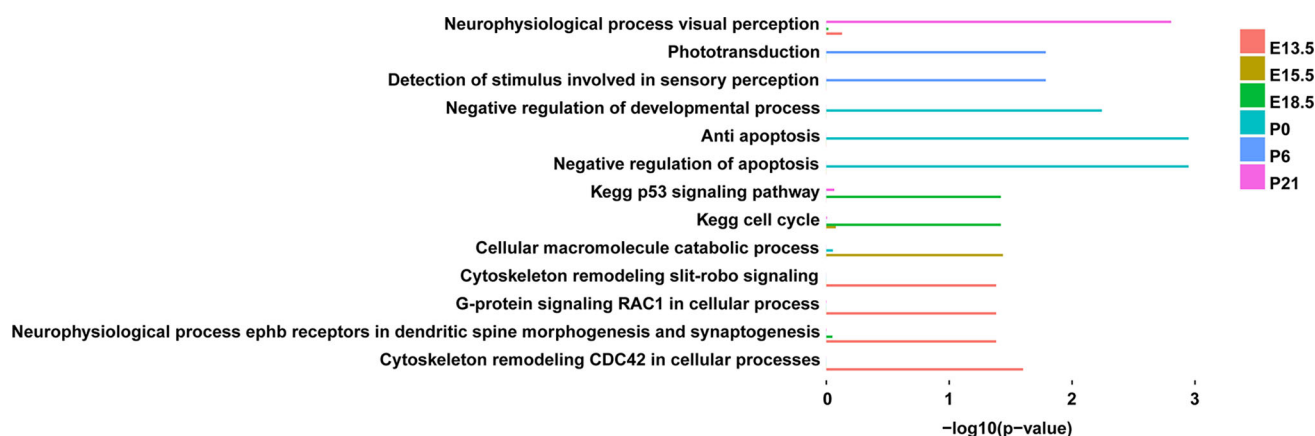 Neurophysiological process visual perception
Phototransduction
Detection of stimulus involved in sensory perception
Negative regulation of developmental process
Anti apoptosis
Negative regulation of apoptosis
Kegg p53 signaling pathway
Kegg cell cycle
Cellular macromolecule catabolic process
Cytoskeleton remodeling slit-robo signaling
G-protein signaling RAC1 in cellular process
Neurophysiological process ephb receptors in dendritic spine morphogenesis and synaptogenesis
Cytoskeleton remodeling CDC42 in cellular processes
0 1 2 3
−log10(p−value)
E13.5
E15.5
E18.5
P0
P6
P21